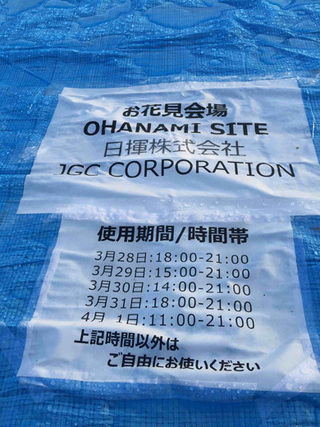 お花見会場
OHANAMI SITE
日揮株式会社
JGC CORPORATION
使用期間/時間帯
3月28日:18:00-21:00
3月29日:15:00-21:00
3月30日:14:00-21:00
3月31日:18:00-21:00
4月 1日:11:00-21:00
上記時間以外は
ご自由にお使いください